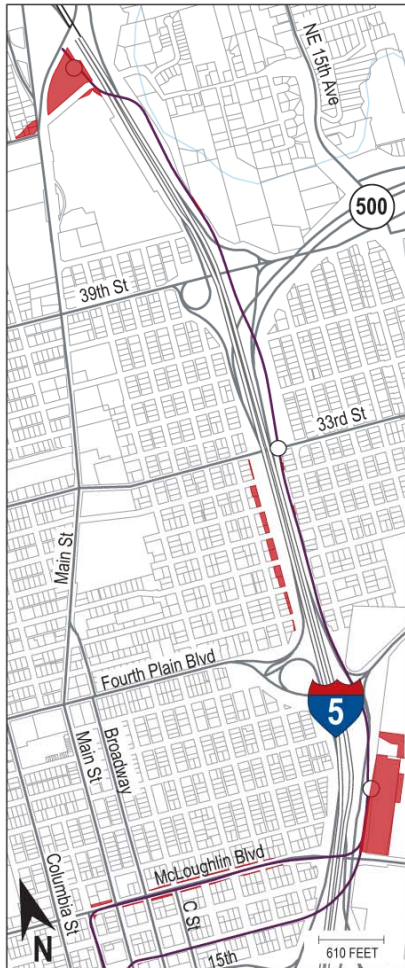 NE 15th Ave
500
39th St
33rd St
Main St
Fourth Plain Blvd
5
Main St
Broadway
McLoughlin Blvd
Columbia St
C St
15th
N
610 FEET